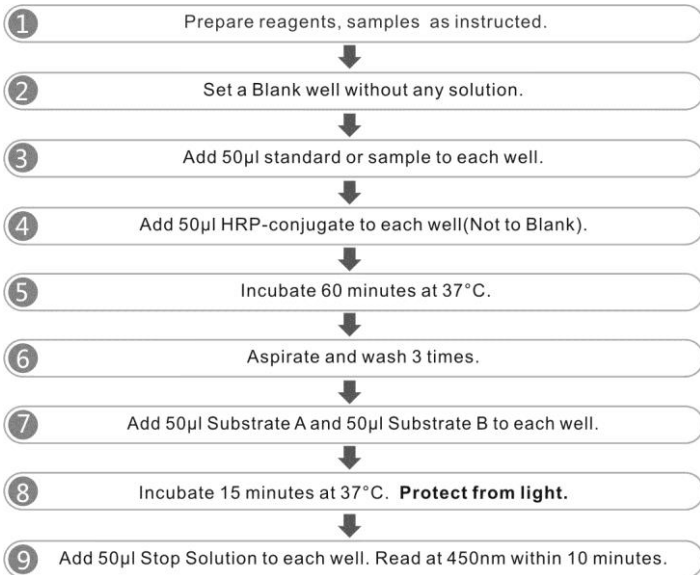 1 Prepare reagents, samples as instructed.
2 Set a Blank well without any solution.
3 Add 50μl standard or sample to each well.
4 Add 50μl HRP-conjugate to each well(Not to Blank).
5 Incubate 60 minutes at 37°C.
6 Aspirate and wash 3 times.
7 Add 50μl Substrate A and 50μl Substrate B to each well.
8 Incubate 15 minutes at 37°C. Protect from light.
9 Add 50μl Stop Solution to each well. Read at 450nm within 10 minutes.